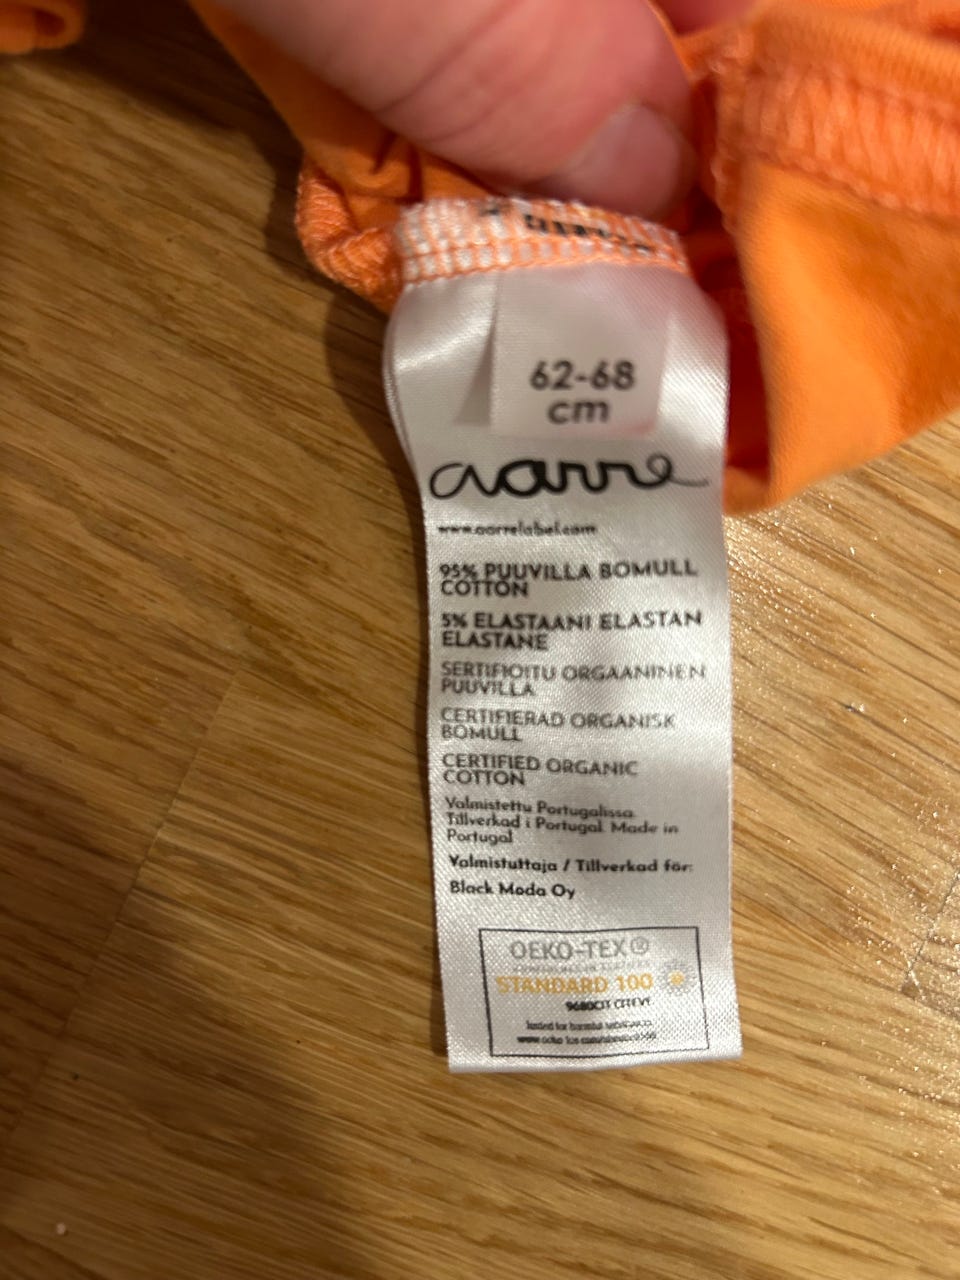 62-68
cm
aarre
www.aarrelabel.com
95% PUUVILLA BOMULL
COTTON
5% ELASTAANI ELASTAN
ELASTANE
SERTIFIOITU ORGAANINEN
PUUVILLA
CERTIFIERAD ORGANISK
BOMULL
CERTIFIED ORGANIC
COTTON
Valmistettu Portugalissa.
Tillverkad i Portugal. Made in
Portugal
Valmistuttaja / Tillverkad för:
Black Moda Oy
OEKO-TEX®
STANDARD 100
CITEVE